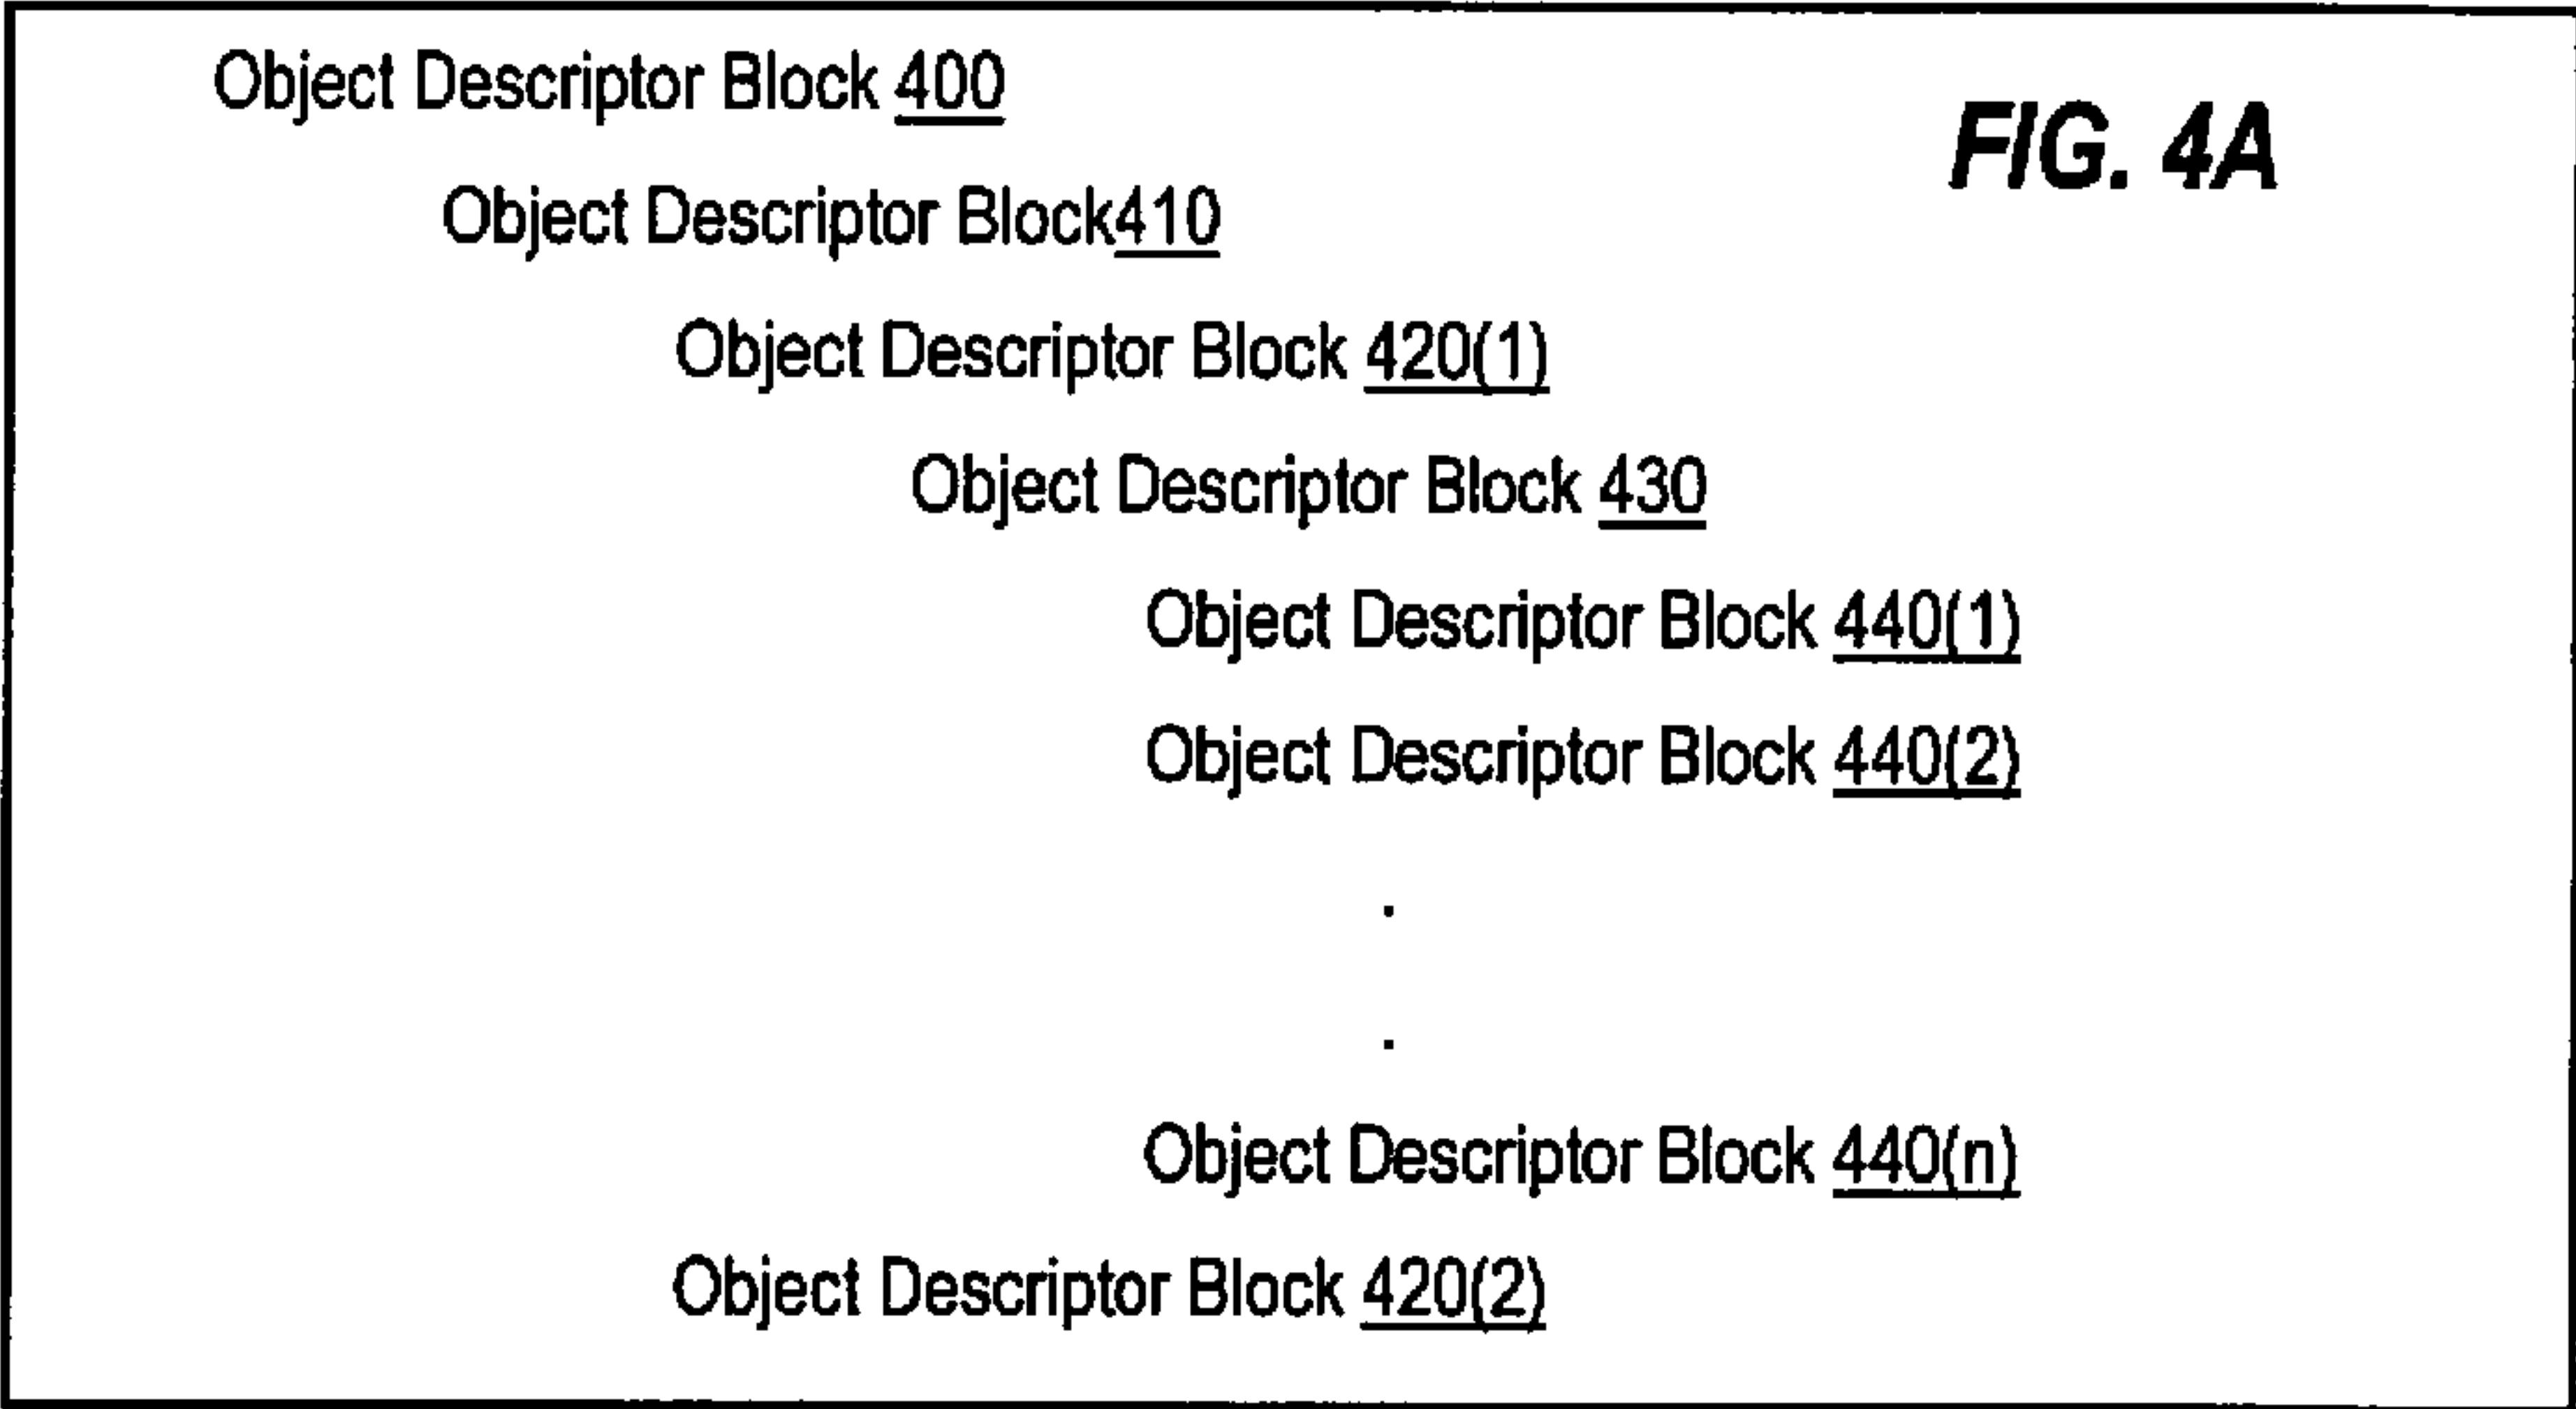 Object Descriptor Block 400
FIG. 4A
Object Descriptor Block410
Object Descriptor Block 420(1)
Object Descriptor Block 430
Object Descriptor Block 440(1)
Object Descriptor Block 440(2)
.
.
Object Descriptor Block 440(n)
Object Descriptor Block 420(2)